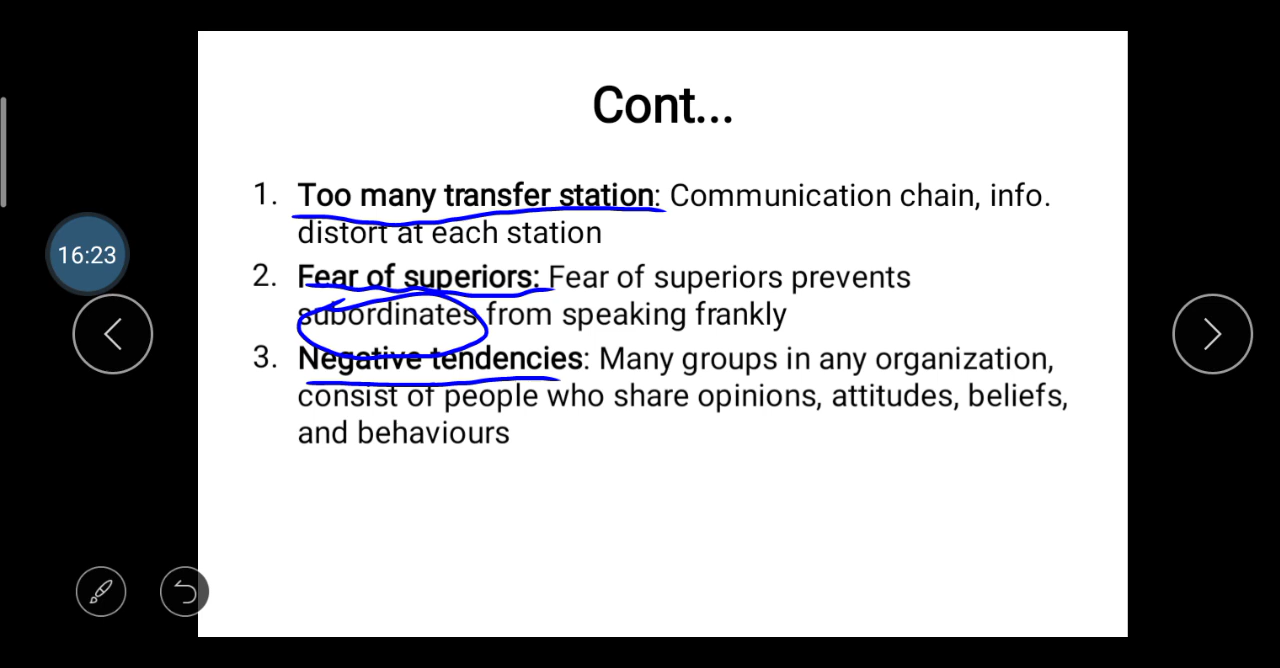 Cont...
1. Too many transfer station: Communication chain, info.
distort at each station
16:23
2. Fear of superiors: Fear of superiors prevents
subordinates from speaking frankly
3. Negative tendencies: Many groups in any organization,
consist of people who share opinions, attitudes, beliefs,
and behaviours